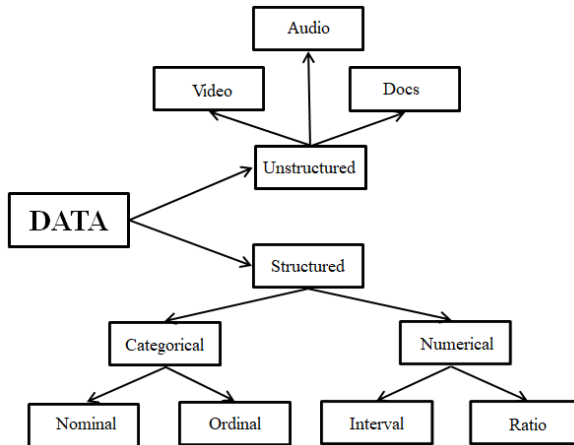 Audio
Video
Docs
Unstructured
DATA
Structured
Categorical
Numerical
Nominal
Ordinal
Interval
Ratio